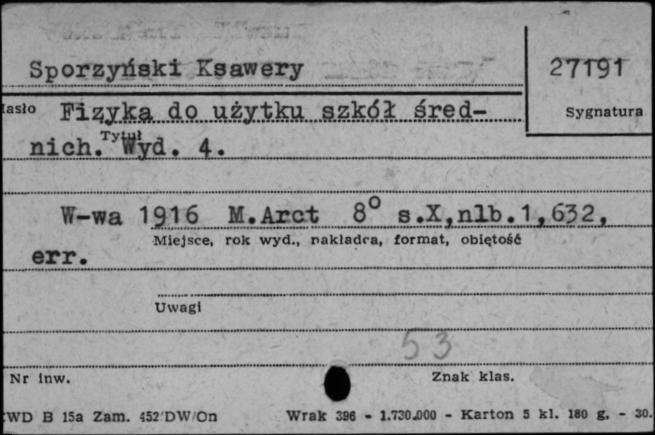 Sporzyński Ksawery
27191
Hasło Fizyka do użytku szkół śred-
Sygnatura
Tytuł
nich. Wyd. 4.
W-wa 1916 M.Arct 8° s.X,nlb.1,632,
Miejsce, rok wyd., nakładca, format, objętość
err.
Uwagi
53
Nr inw.
Znak klas.
WD B 15a Zam. 452/DW/On Wrak 396 - 1.730.000 - Karton 5 kl. 180 g. - 30.